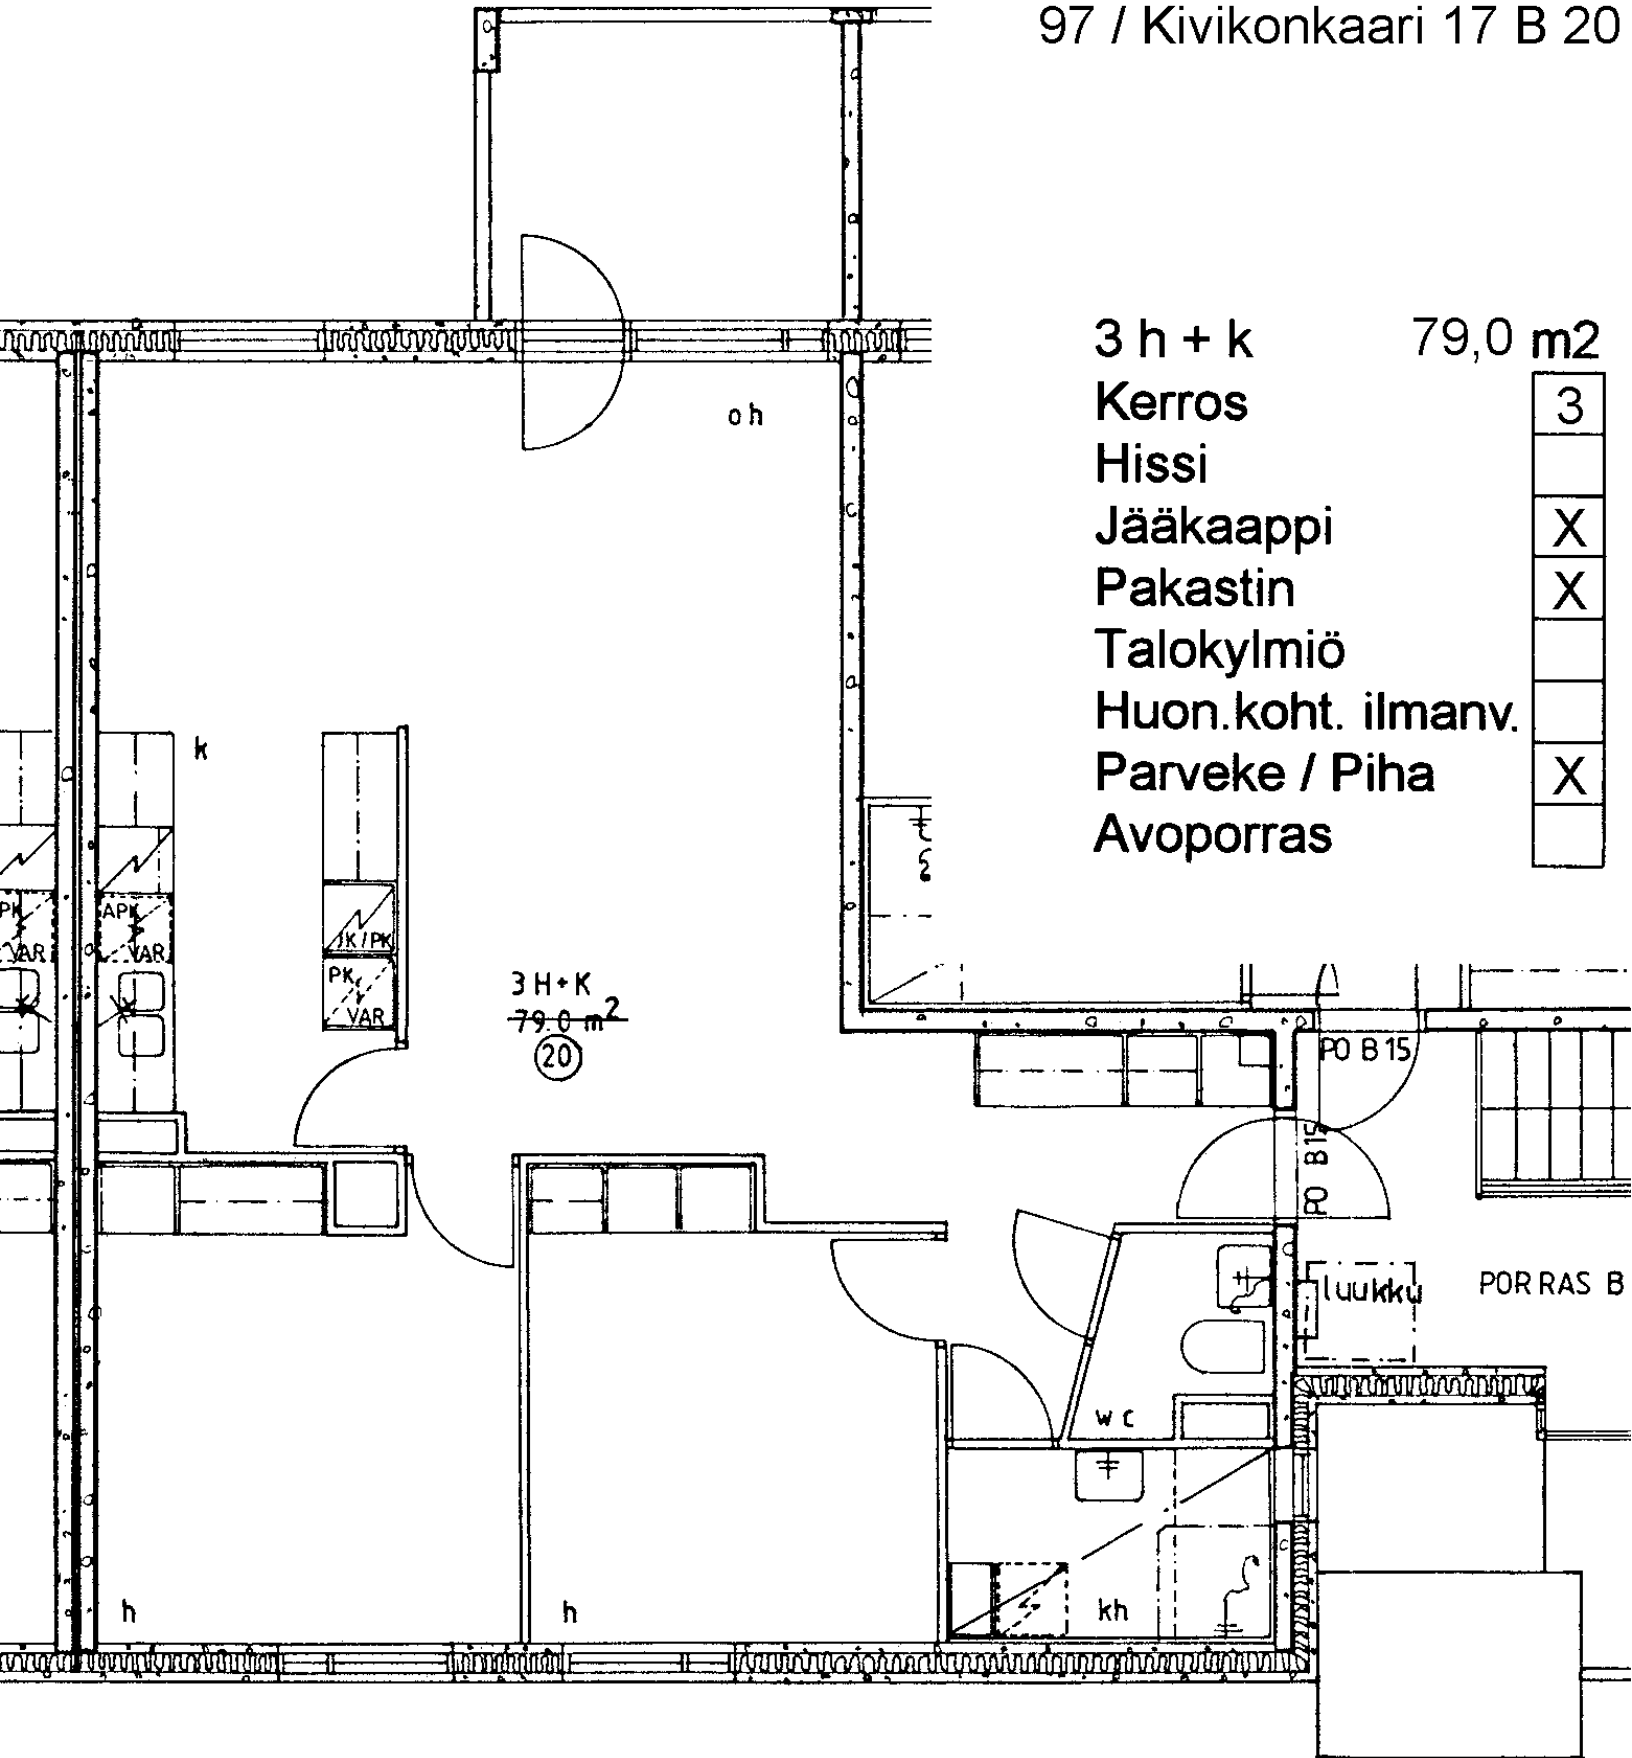 97 / Kivikonkaari 17 B 20
3 h + k 79,0 m2
Kerros 3
Hissi
Jääkaappi X
Pakastin X
Talokylmiö
Huon.koht. ilmanv.
Parveke / Piha X
Avoporras
oh
k
PK
VAR
APK
VAR
JK/PK
PK
VAR
3 H+K
79.0 m²
20
PO B 15
PO B 15
luukku
PORRAS B
wc
kh
h
h